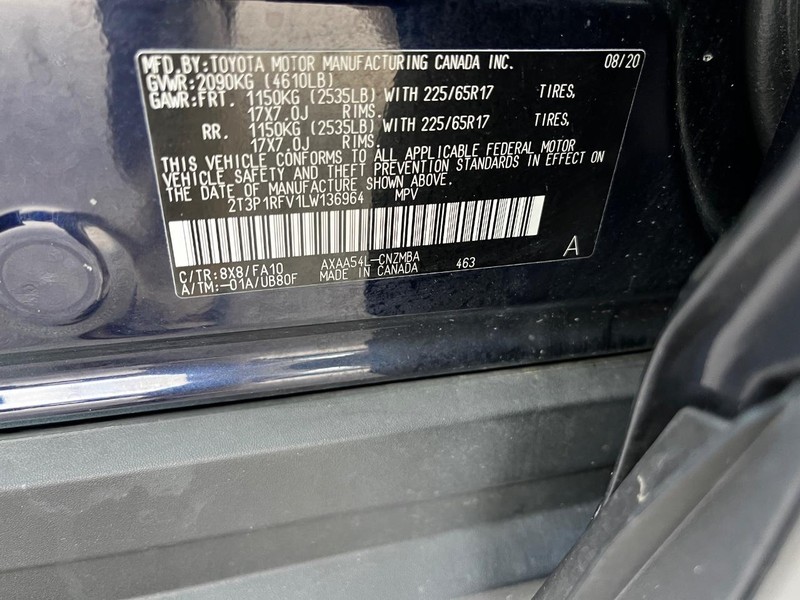 MFD.BY:TOYOTA MOTOR MANUFACTURING CANADA INC. 08/20
GVWR:2090KG (4610LB)
GAWR:FRT. 1150KG (2535LB) WITH 225/65R17 TIRES,
17X7.0J RIMS.
RR. 1150KG (2535LB) WITH 225/65R17 TIRES,
17X7.0J RIMS.
THIS VEHICLE CONFORMS TO ALL APPLICABLE FEDERAL MOTOR
VEHICLE SAFETY AND THEFT PREVENTION STANDARDS IN EFFECT ON
THE DATE OF MANUFACTURE SHOWN ABOVE.
2T3P1RFV1LW136964 MPV
C/TR:8X8/FA10 AXAA54L-CNZMBA 463 A
A/TM:-01A/UB80F MADE IN CANADA